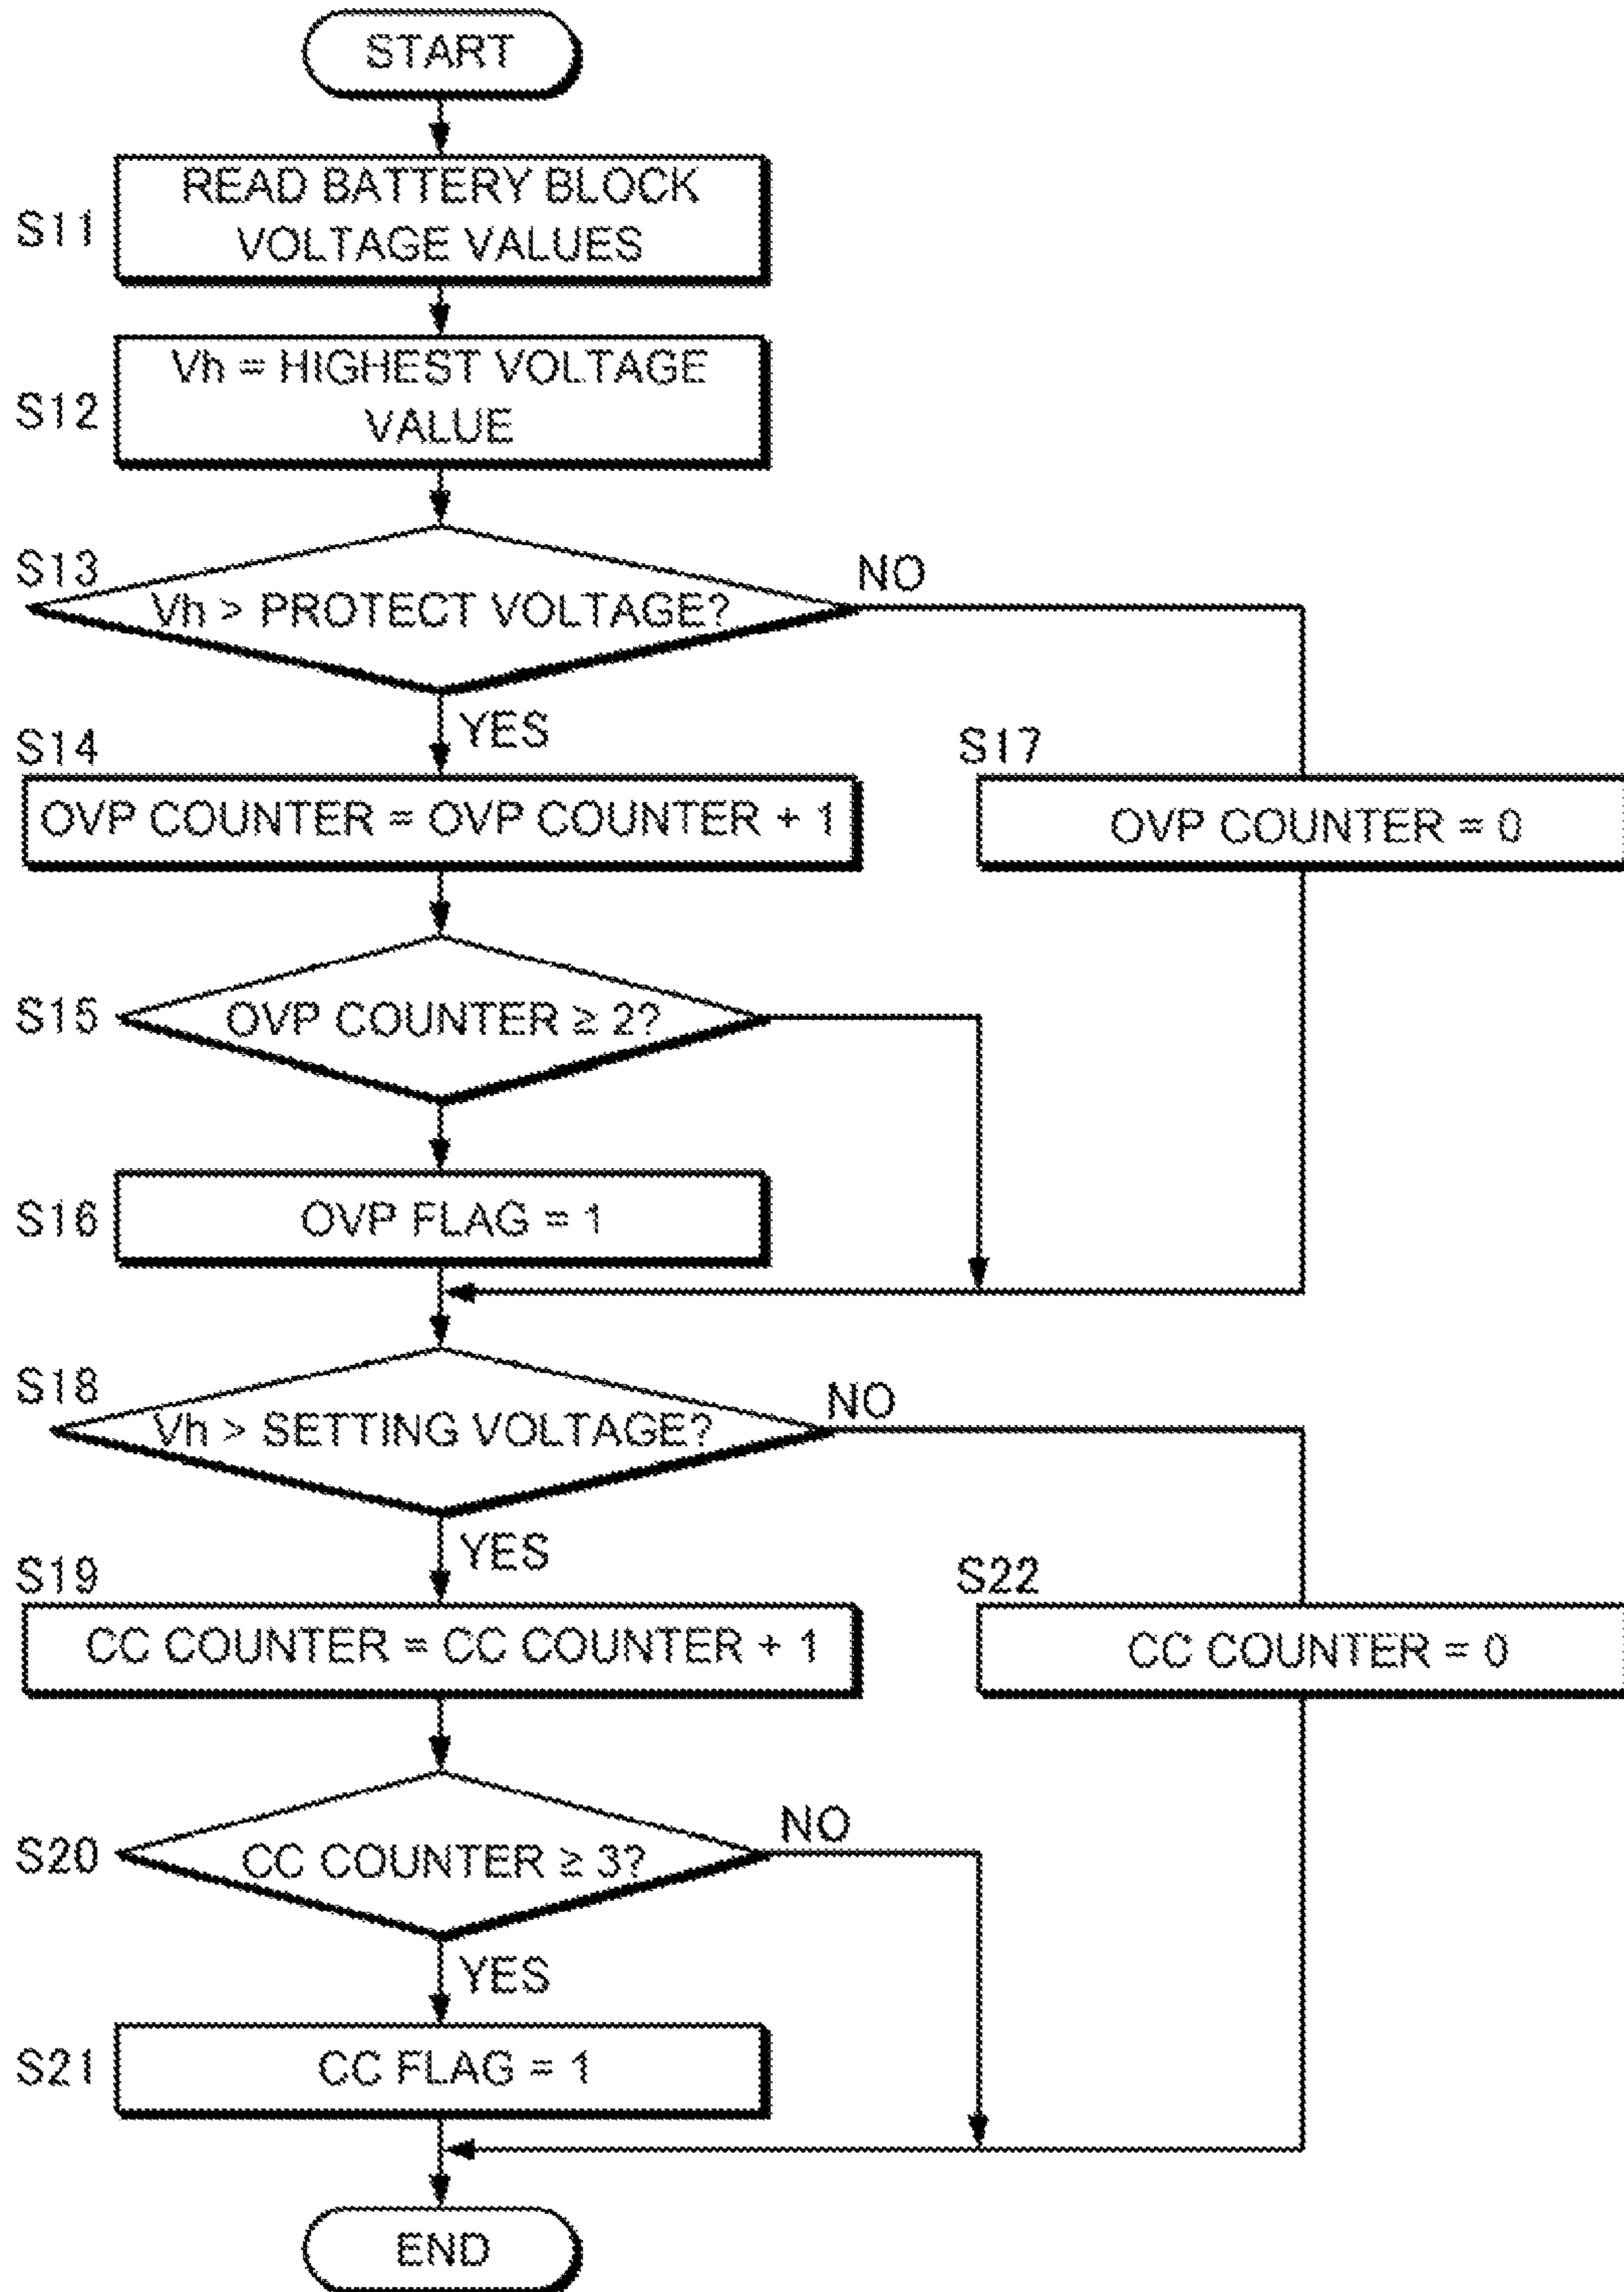 START
S11
READ BATTERY BLOCK
VOLTAGE VALUES
S12
Vh = HIGHEST VOLTAGE
VALUE
S13
Vh > PROTECT VOLTAGE?
NO
YES
S14
OVP COUNTER = OVP COUNTER + 1
S17
OVP COUNTER = 0
S15
OVP COUNTER ≥ 2?
S16
OVP FLAG = 1
S18
Vh > SETTING VOLTAGE?
NO
YES
S19
CC COUNTER = CC COUNTER + 1
S22
CC COUNTER = 0
S20
CC COUNTER ≥ 3?
NO
YES
S21
CC FLAG = 1
END